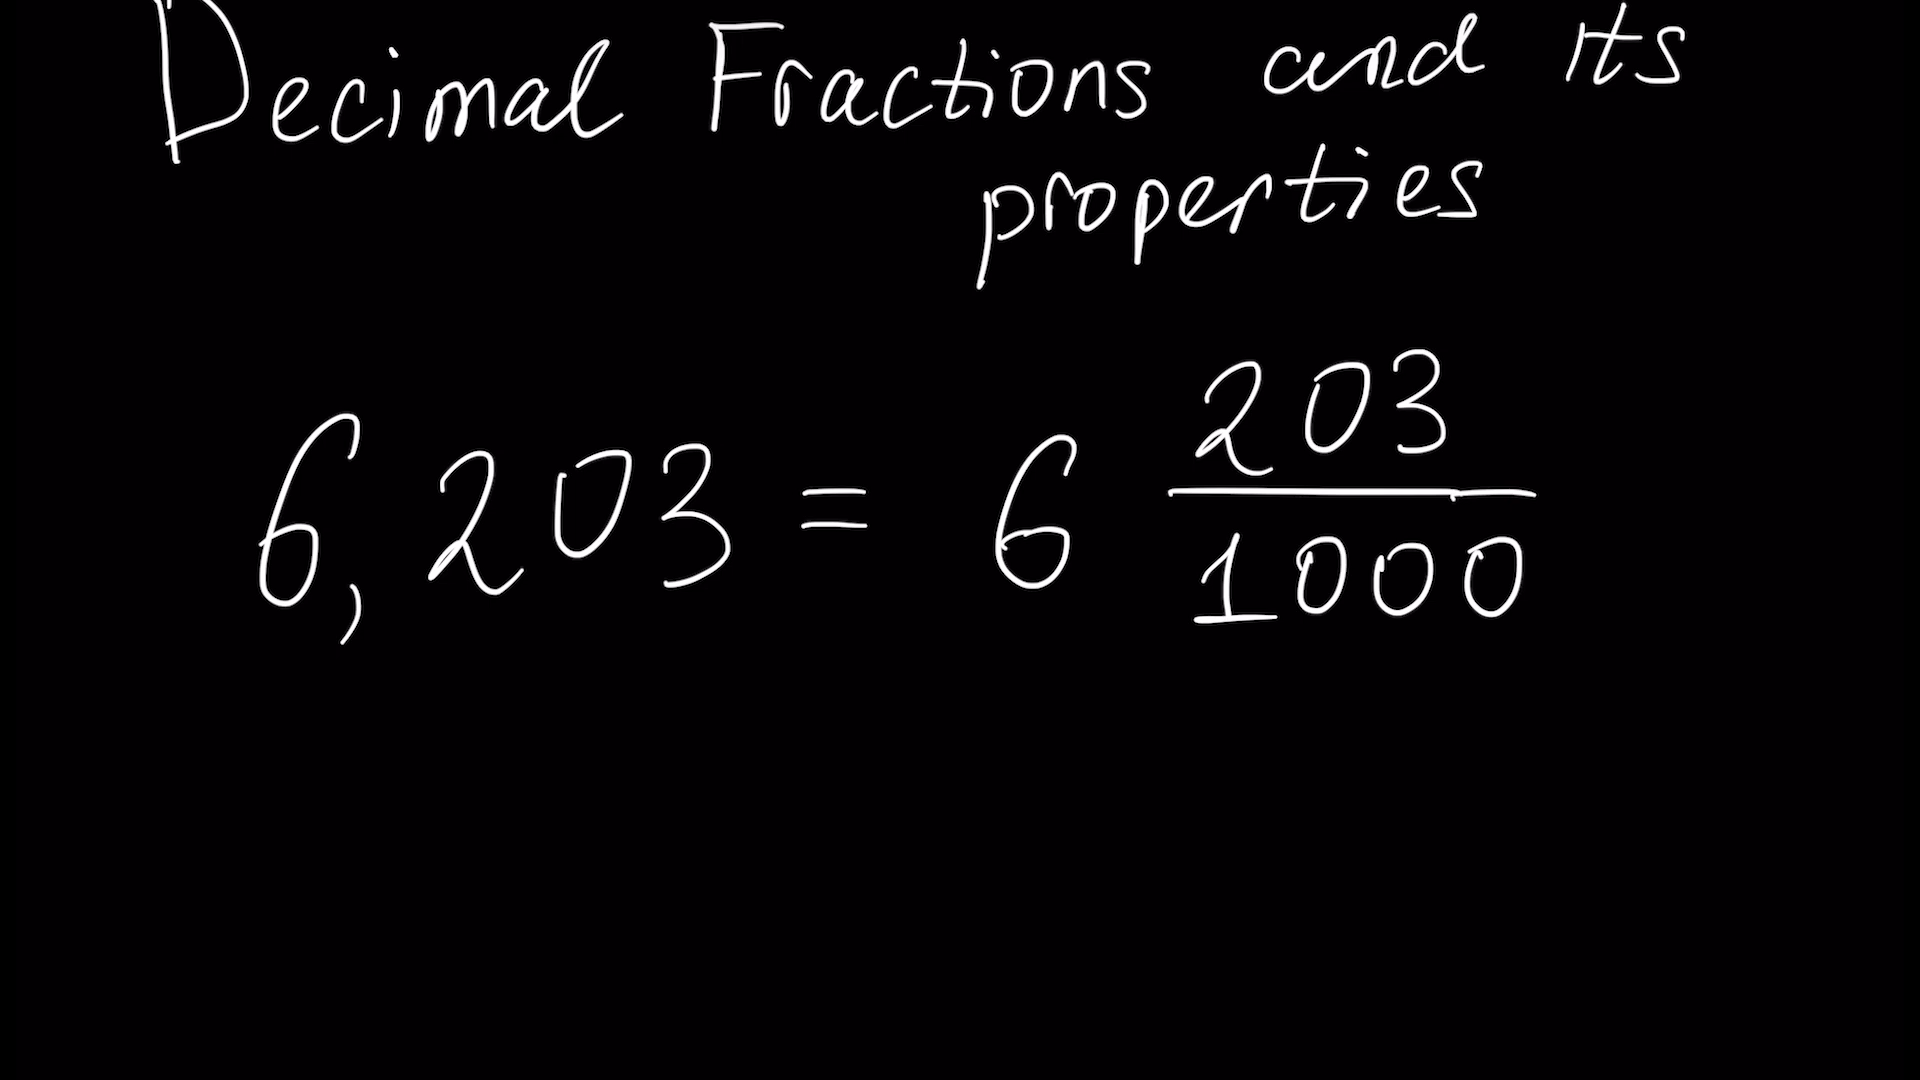 Decimal Fractions and its
properties
6,203 = 6 203/1000